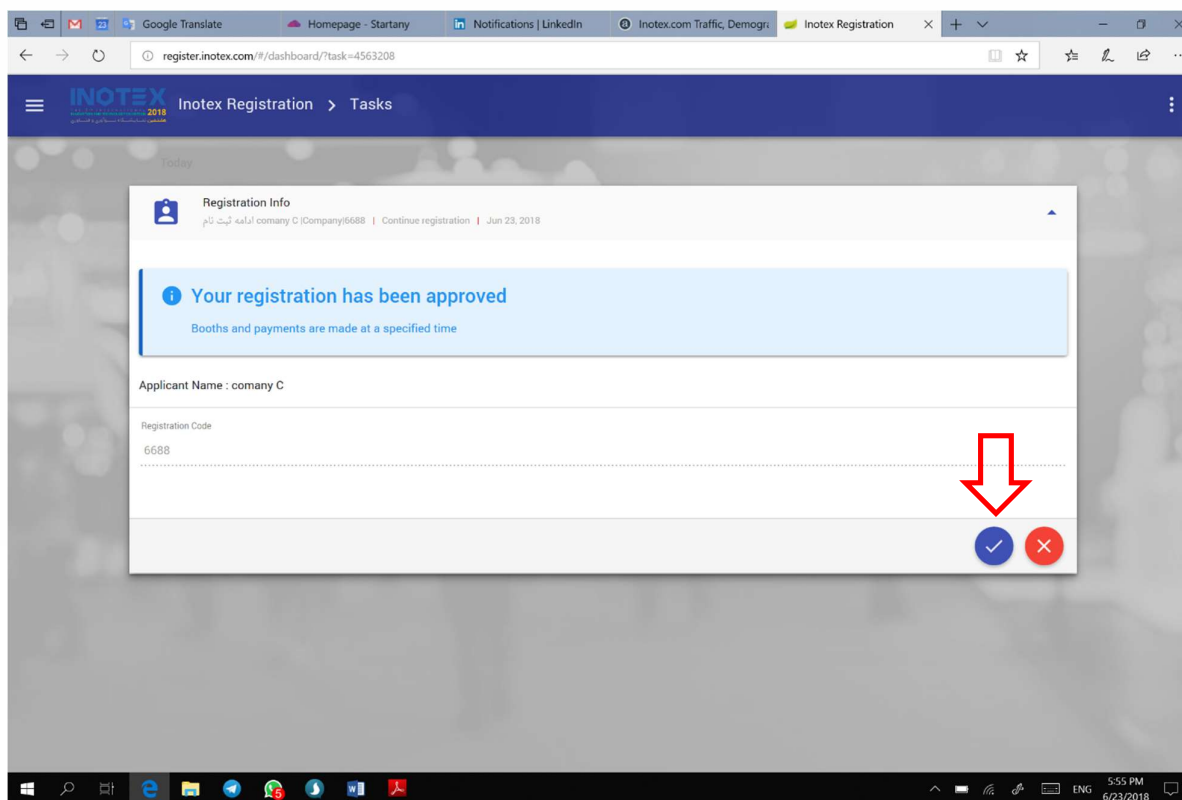 23
Google Translate
Homepage - Startany
Notifications | LinkedIn
Inotex.com Traffic, Demogra
Inotex Registration
register.inotex.com/#/dashboard/?task=4563208
INOTEX
2018
Inotex Registration > Tasks
Today
Registration Info
ادامه ثبت نام comany C |Company|6688 | Continue registration | Jun 23, 2018
Your registration has been approved
Booths and payments are made at a specified time
Applicant Name : comany C
Registration Code
6688
5
ENG
5:55 PM
6/23/2018